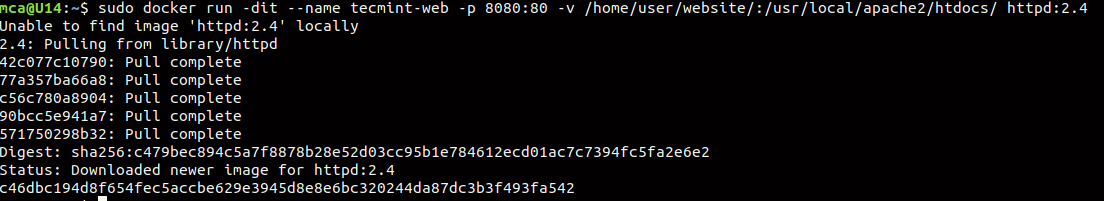 mca@U14:~$ sudo docker run -dit --name tecmint-web -p 8080:80 -v /home/user/website/:/usr/local/apache2/htdocs/ httpd:2.4
Unable to find image 'httpd:2.4' locally
2.4: Pulling from library/httpd
42c077c10790: Pull complete
77a357ba66a8: Pull complete
c56c780a8904: Pull complete
90bcc5e941a7: Pull complete
571750298b32: Pull complete
Digest: sha256:c479bec894c5a7f8878b28e52d03cc95b1e784612ecd01ac7c7394fc5fa2e6e2
Status: Downloaded newer image for httpd:2.4
c46dbc194d8f654fec5accbe629e3945d8e8e6bc320244da87dc3b3f493fa542